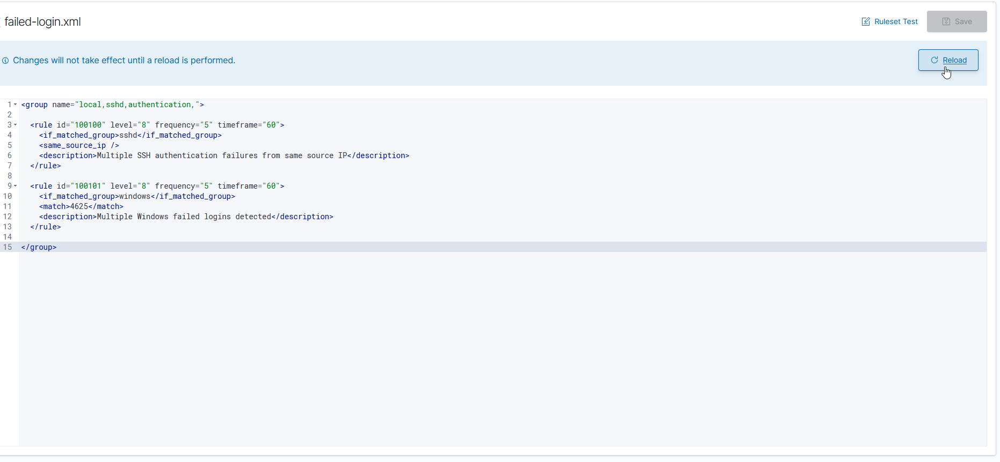 failed-login.xml
Ruleset Test
Save
Changes will not take effect until a reload is performed.
Reload
1 <group name="local,sshd,authentication,">
2
3   <rule id="100100" level="8" frequency="5" timeframe="60">
4     <if_matched_group>sshd</if_matched_group>
5     <same_source_ip />
6     <description>Multiple SSH authentication failures from same source IP</description>
7   </rule>
8
9   <rule id="100101" level="8" frequency="5" timeframe="60">
10     <if_matched_group>windows</if_matched_group>
11     <match>4625</match>
12     <description>Multiple Windows failed logins detected</description>
13   </rule>
14
15 </group>